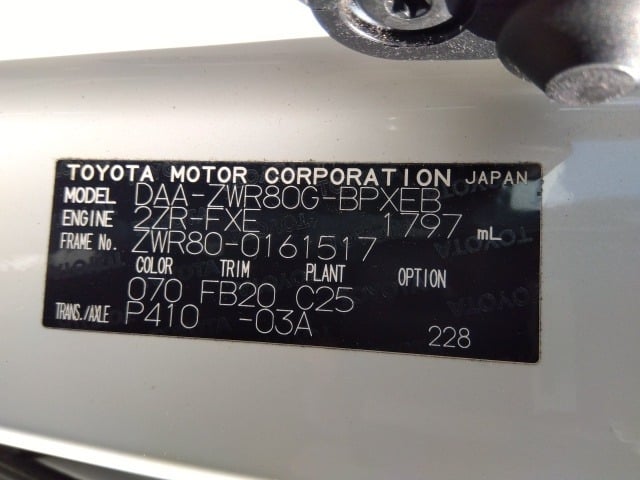 TOYOTA MOTOR CORPORATION JAPAN
MODEL DAA-ZWR80G-BPXEB
ENGINE 2ZR-FXE 1797 mL
FRAME No. ZWR80-0161517
COLOR TRIM PLANT OPTION
070 FB20 C25
TRANS./AXLE P410 -03A
228